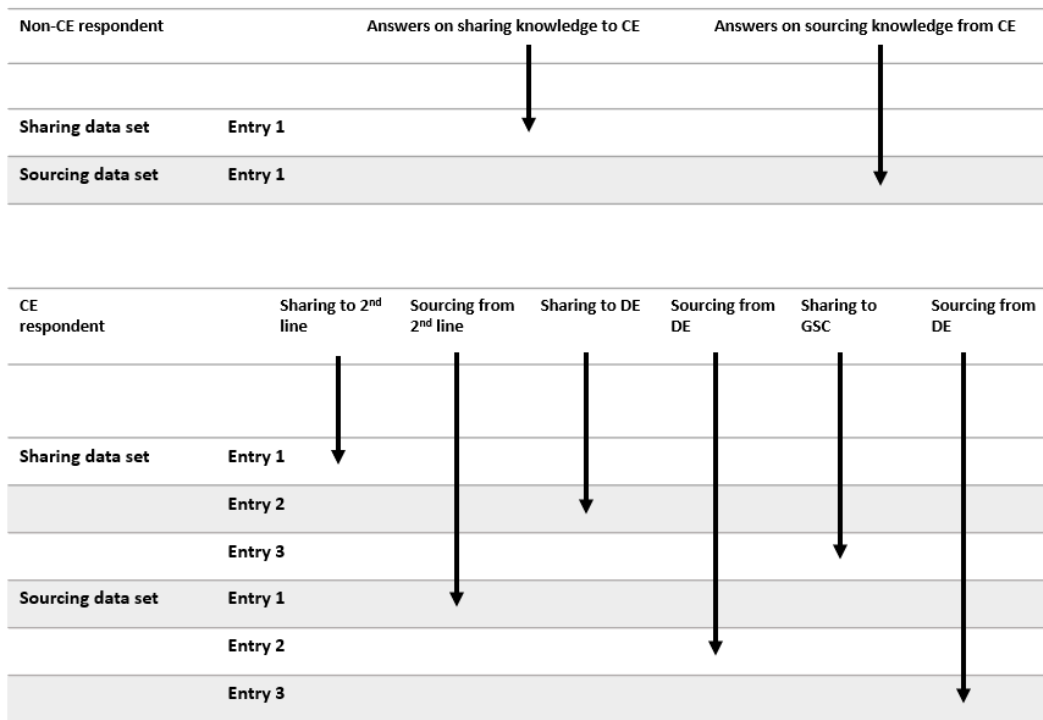 Non-CE respondent Answers on sharing knowledge to CE Answers on sourcing knowledge from CE
Sharing data set Entry 1
Sourcing data set Entry 1
CE respondent Sharing to 2nd line Sourcing from 2nd line Sharing to DE Sourcing from DE Sharing to GSC Sourcing from DE
Sharing data set Entry 1
Entry 2
Entry 3
Sourcing data set Entry 1
Entry 2
Entry 3